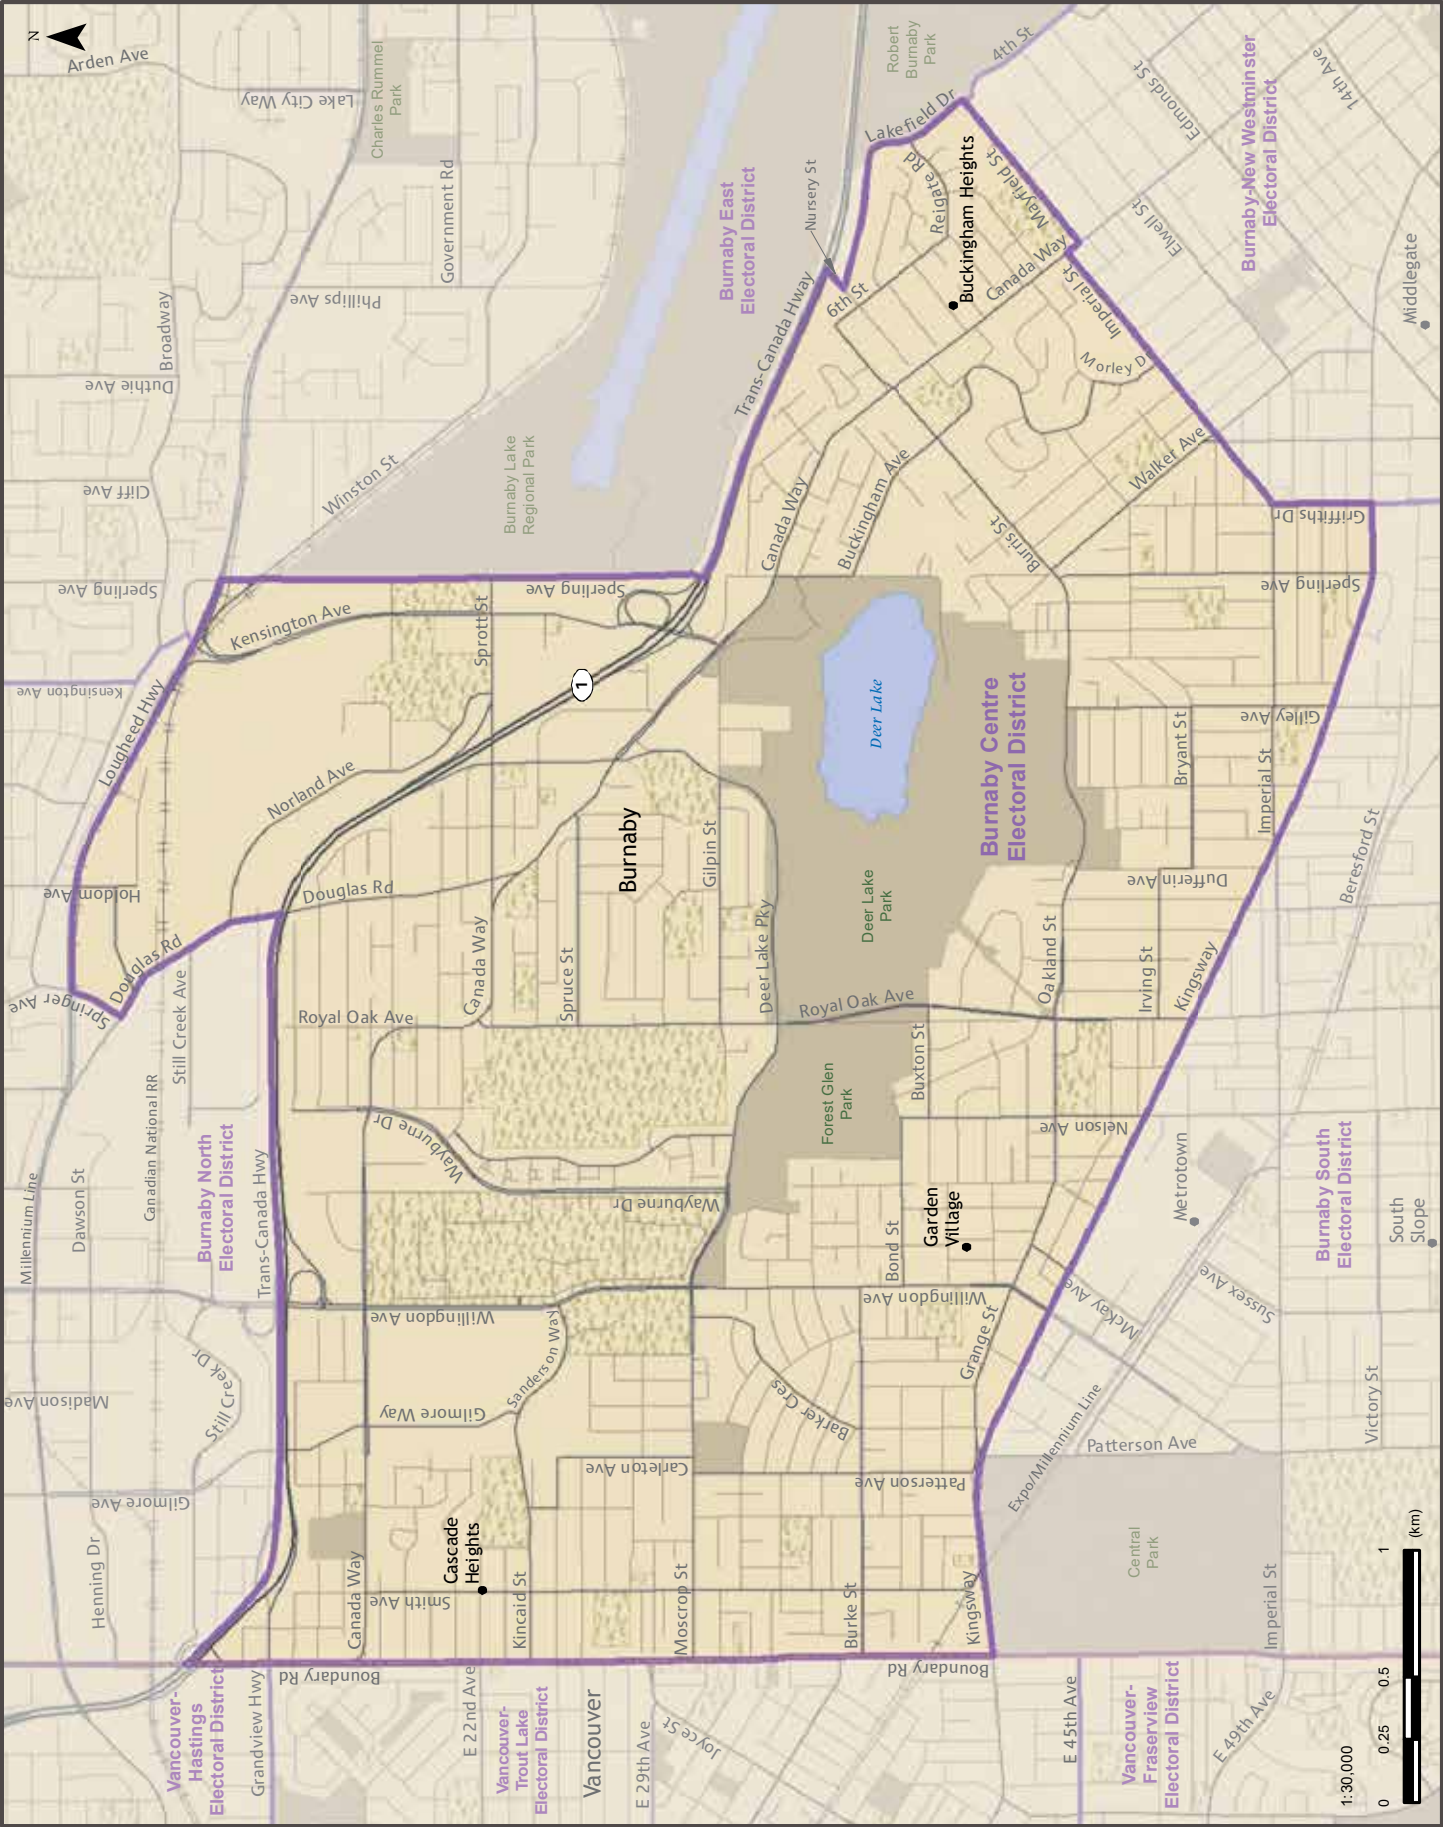 N
Arden Ave
Lake City Way
Charles Rummel
Park
Government Rd
Phillips Ave
Broadway
Duthie Ave
Cliff Ave
Winston St
Sperling Ave
Burnaby Lake
Regional Park
Burnaby East
Electoral District
Robert
Burnaby
Park
4th St
Lakefield Dr
Nursery St
Trans-Canada Hway
6th St
Reigate Rd
Mayfield St
Buckingham Heights
Canada Way
Imperial St
Morley D
Edmonds St
14th Ave
Elwell St
Burnaby-New Westminster
Electoral District
Middlegate
Walker Ave
Burris St
Buckingham Ave
Canada Way
Griffiths Dr
Sperling Ave
Sperling Ave
Kensington Ave
Kensington Ave
Sprott St
1
Lougheed Hwy
Norland Ave
Holdom Ave
Douglas Rd
Douglas Rd
Springer Ave
Still Creek Ave
Canadian National RR
Millennium Line
Dawson St
Burnaby North
Electoral District
Trans-Canada Hwy
Burnaby
Gilpin St
Canada Way
Spruce St
Royal Oak Ave
Deer Lake Pky
Deer Lake
Deer Lake
Park
Burnaby Centre
Electoral District
Bryant St
Gilley Ave
Imperial St
Dufferin Ave
Oakland St
Irving St
Kingsway
Beresford St
Royal Oak Ave
Buxton St
Forest Glen
Park
Nelson Ave
Wayburne Dr
Wayburne Dr
Garden
Village
Bond St
Metrotown
Burnaby South
Electoral District
South
Slope
Willingdon Ave
Willingdon Ave
Sanderson Way
Gilmore Way
Grange St
McKay Ave
Sussex Ave
Barker Cres
Still Creek Dr
Madison Ave
Gilmore Ave
Henning Dr
Carleton Ave
Patterson Ave
Patterson Ave
Expo/Millennium Line
Victory St
Cascade
Heights
Canada Way
Smith Ave
Kincaid St
Moscrop St
Burke St
Kingsway
Central
Park
Imperial St
Boundary Rd
Boundary Rd
Vancouver-
Hastings
Electoral District
Grandview Hwy
E 22nd Ave
Vancouver-
Trout Lake
Electoral District
Vancouver
E 29th Ave
Joyce St
E 45th Ave
Vancouver-
Fraserview
Electoral District
E 49th Ave
1:30,000
0
0.25
0.5
1
(km)